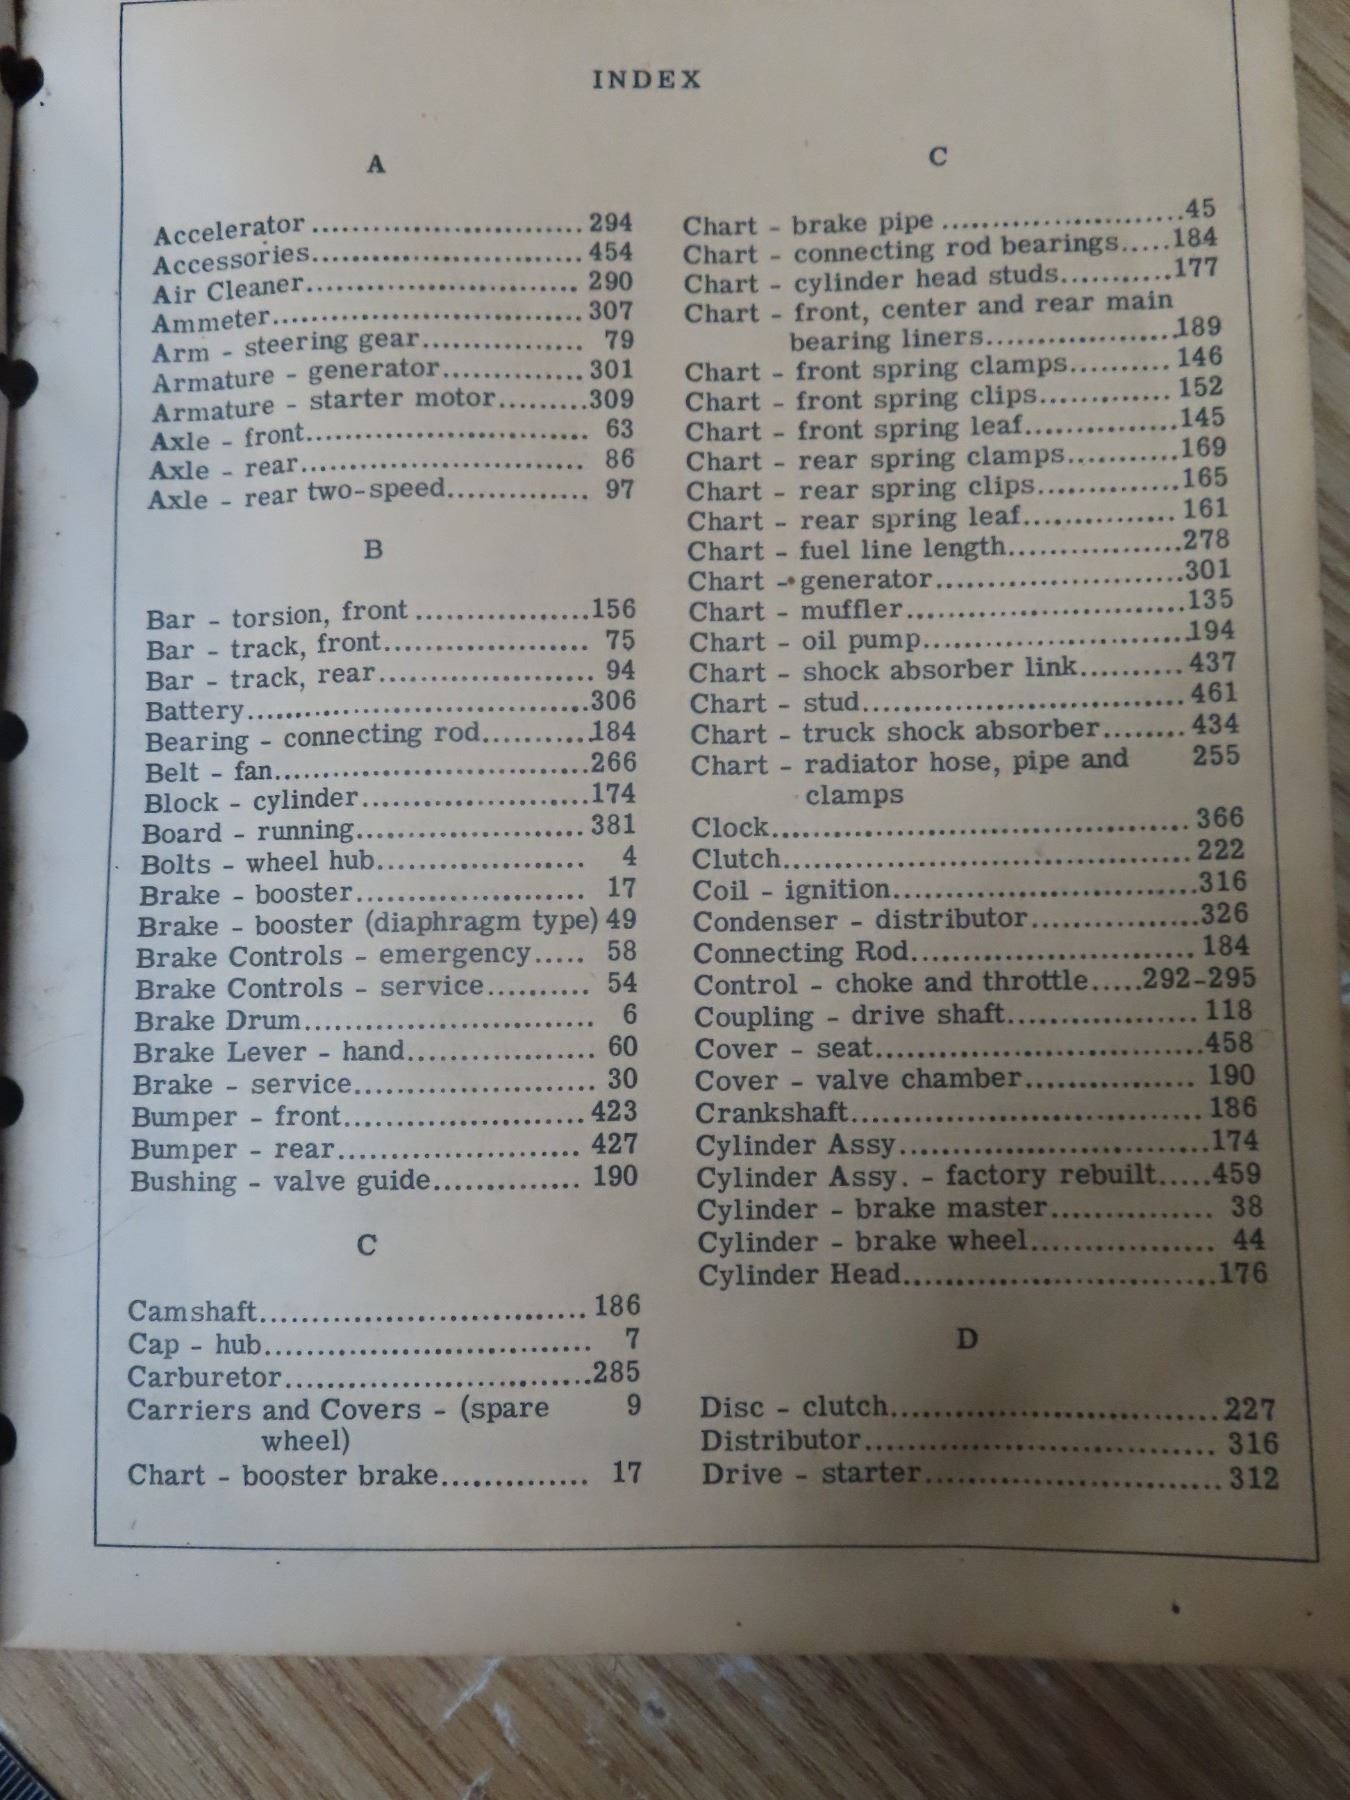 INDEX
A
Accelerator..............................294
Accessories..............................454
Air Cleaner.............................. 290
Ammeter.................................307
Arm - steering gear................ 79
Armature - generator..............301
Armature - starter motor.........309
Axle - front............................. 63
Axle - rear.............................. 86
Axle - rear two-speed.............. 97
B
Bar - torsion, front .................156
Bar - track, front.................... 75
Bar - track, rear..................... 94
Battery.................................306
Bearing - connecting rod..........184
Belt - fan..............................266
Block - cylinder......................174
Board - running...................... 381
Bolts - wheel hub.................... 4
Brake - booster...................... 17
Brake - booster (diaphragm type) 49
Brake Controls - emergency..... 58
Brake Controls - service.......... 54
Brake Drum............................ 6
Brake Lever - hand.................. 60
Brake - service....................... 30
Bumper - front........................ 423
Bumper - rear........................ 427
Bushing - valve guide.............. 190
C
Camshaft................................ 186
Cap - hub................................ 7
Carburetor..............................285
Carriers and Covers - (spare 9
wheel)
Chart - booster brake.............. 17
C
Chart - brake pipe .......................45
Chart - connecting rod bearings.....184
Chart - cylinder head studs...........177
Chart - front, center and rear main
bearing liners...................189
Chart - front spring clamps.......... 146
Chart - front spring clips............. 152
Chart - front spring leaf...............145
Chart - rear spring clamps...........169
Chart - rear spring clips..............165
Chart - rear spring leaf............... 161
Chart - fuel line length.................278
Chart - generator........................301
Chart - muffler...........................135
Chart - oil pump..........................194
Chart - shock absorber link..........437
Chart - stud............................... 461
Chart - truck shock absorber........434
Chart - radiator hose, pipe and 255
clamps
Clock........................................ 366
Clutch....................................... 222
Coil - ignition.............................316
Condenser - distributor................326
Connecting Rod........................... 184
Control - choke and throttle.....292-295
Coupling - drive shaft.................. 118
Cover - seat................................458
Cover - valve chamber................ 190
Crankshaft.................................. 186
Cylinder Assy..............................174
Cylinder Assy. - factory rebuilt.....459
Cylinder - brake master............... 38
Cylinder - brake wheel................. 44
Cylinder Head..............................176
D
Disc - clutch................................227
Distributor.................................. 316
Drive - starter............................. 312